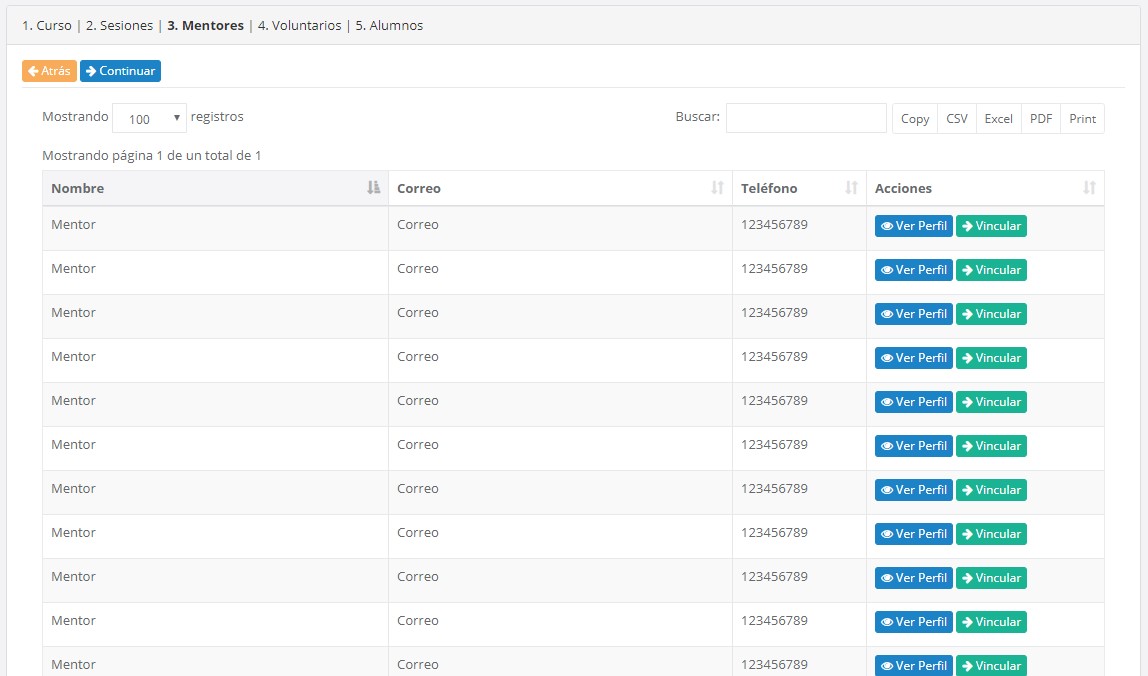 1. Curso | 2. Sesiones | 3. Mentores | 4. Voluntarios | 5. Alumnos
Atrás Continuar
Mostrando 100 registros Buscar: Copy CSV Excel PDF Print
Mostrando página 1 de un total de 1
Nombre Correo Teléfono Acciones
Mentor Correo 123456789 Ver Perfil Vincular
Mentor Correo 123456789 Ver Perfil Vincular
Mentor Correo 123456789 Ver Perfil Vincular
Mentor Correo 123456789 Ver Perfil Vincular
Mentor Correo 123456789 Ver Perfil Vincular
Mentor Correo 123456789 Ver Perfil Vincular
Mentor Correo 123456789 Ver Perfil Vincular
Mentor Correo 123456789 Ver Perfil Vincular
Mentor Correo 123456789 Ver Perfil Vincular
Mentor Correo 123456789 Ver Perfil Vincular
Mentor Correo 123456789 Ver Perfil Vincular